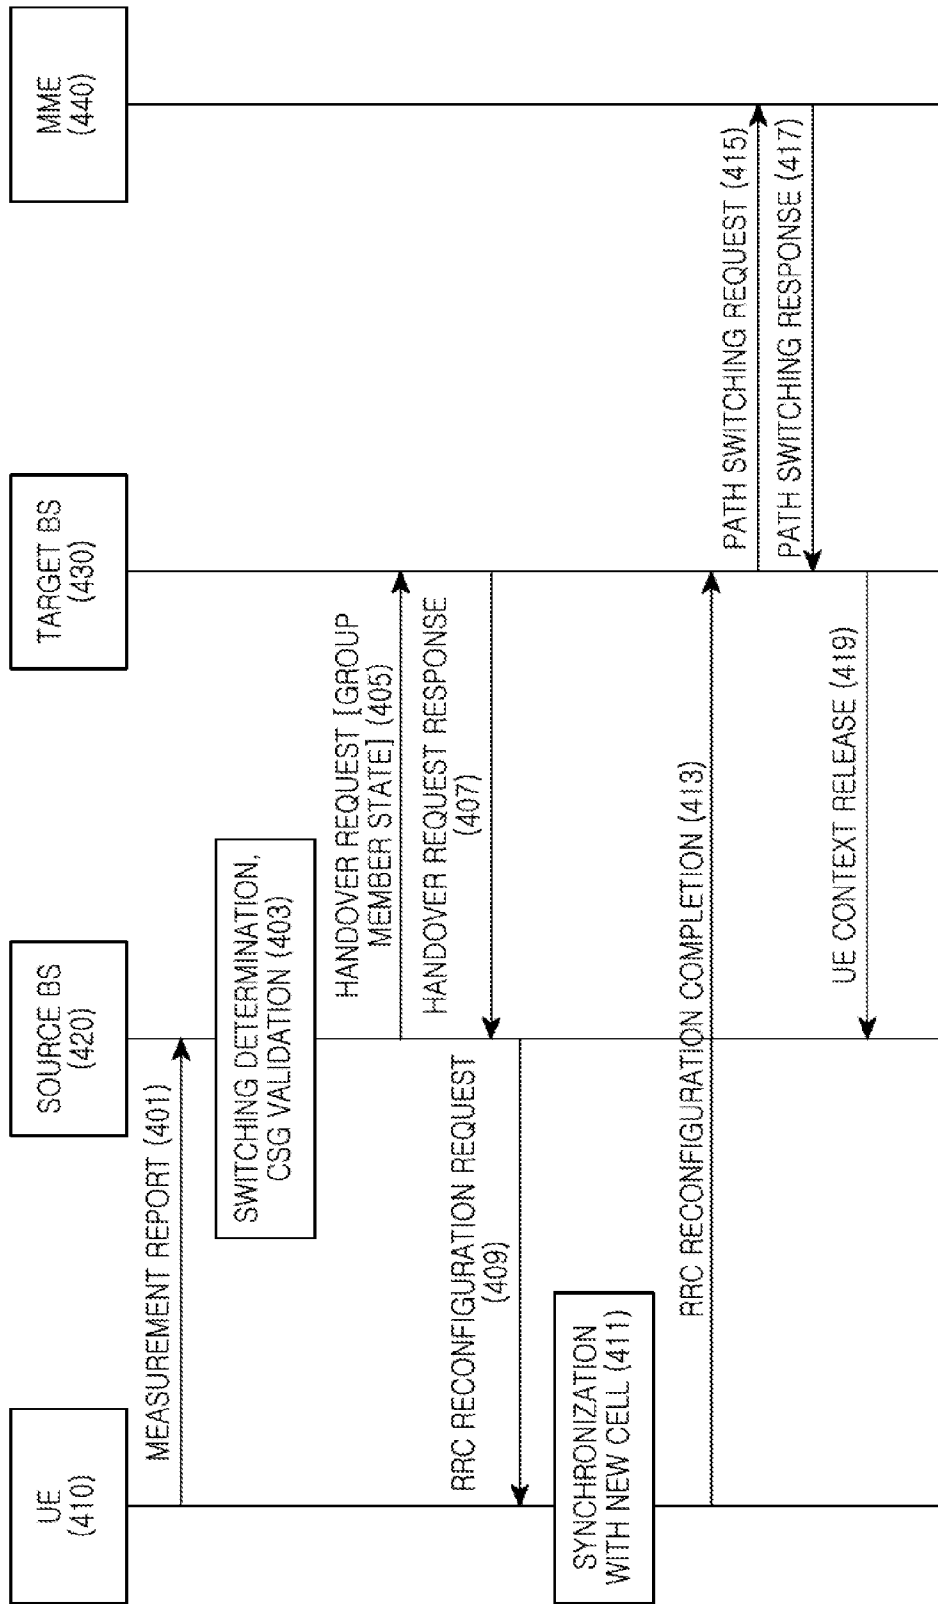 UE
(410)
SOURCE BS
(420)
TARGET BS
(430)
MME
(440)
MEASUREMENT REPORT (401)
SWITCHING DETERMINATION,
CSG VALIDATION (403)
HANDOVER REQUEST [GROUP
MEMBER STATE] (405)
HANDOVER REQUEST RESPONSE
(407)
RRC RECONFIGURATION REQUEST
(409)
SYNCHRONIZATION
WITH NEW CELL (411)
RRC RECONFIGURATION COMPLETION (413)
PATH SWITCHING REQUEST (415)
PATH SWITCHING RESPONSE (417)
UE CONTEXT RELEASE (419)